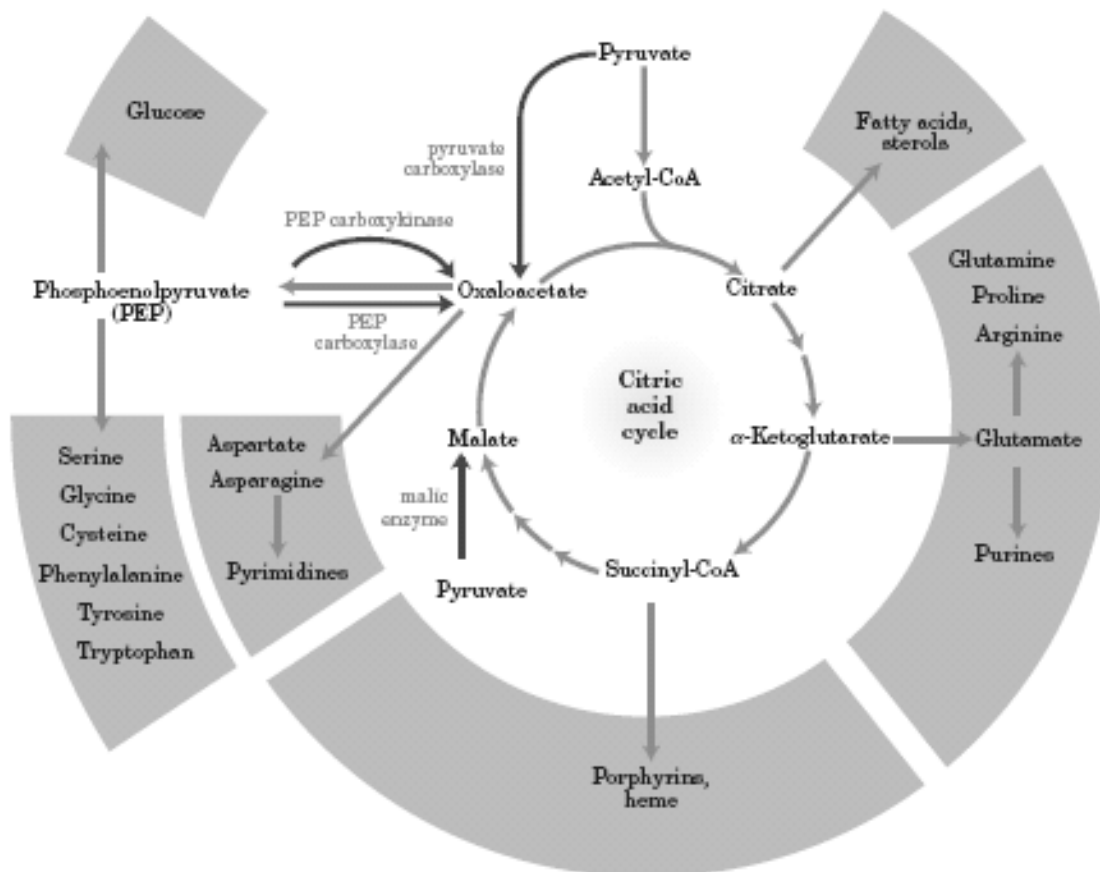 Pyruvate
Glucose
Fatty acids,
sterols
pyruvate
carboxylase
Acetyl-CoA
PEP carboxykinase
Glutamine
Phosphoenolpyruvate
(PEP)
Oxaloacetate
Citrate
Proline
PEP
carboxylase
Arginine
Citric
acid
cycle
Malate
α-Ketoglutarate
Glutamate
Aspartate
Asparagine
Pyrimidines
Serine
Glycine
Cysteine
Phenylalanine
Tyrosine
Tryptophan
malic
enzyme
Pyruvate
Succinyl-CoA
Purines
Porphyrins,
heme